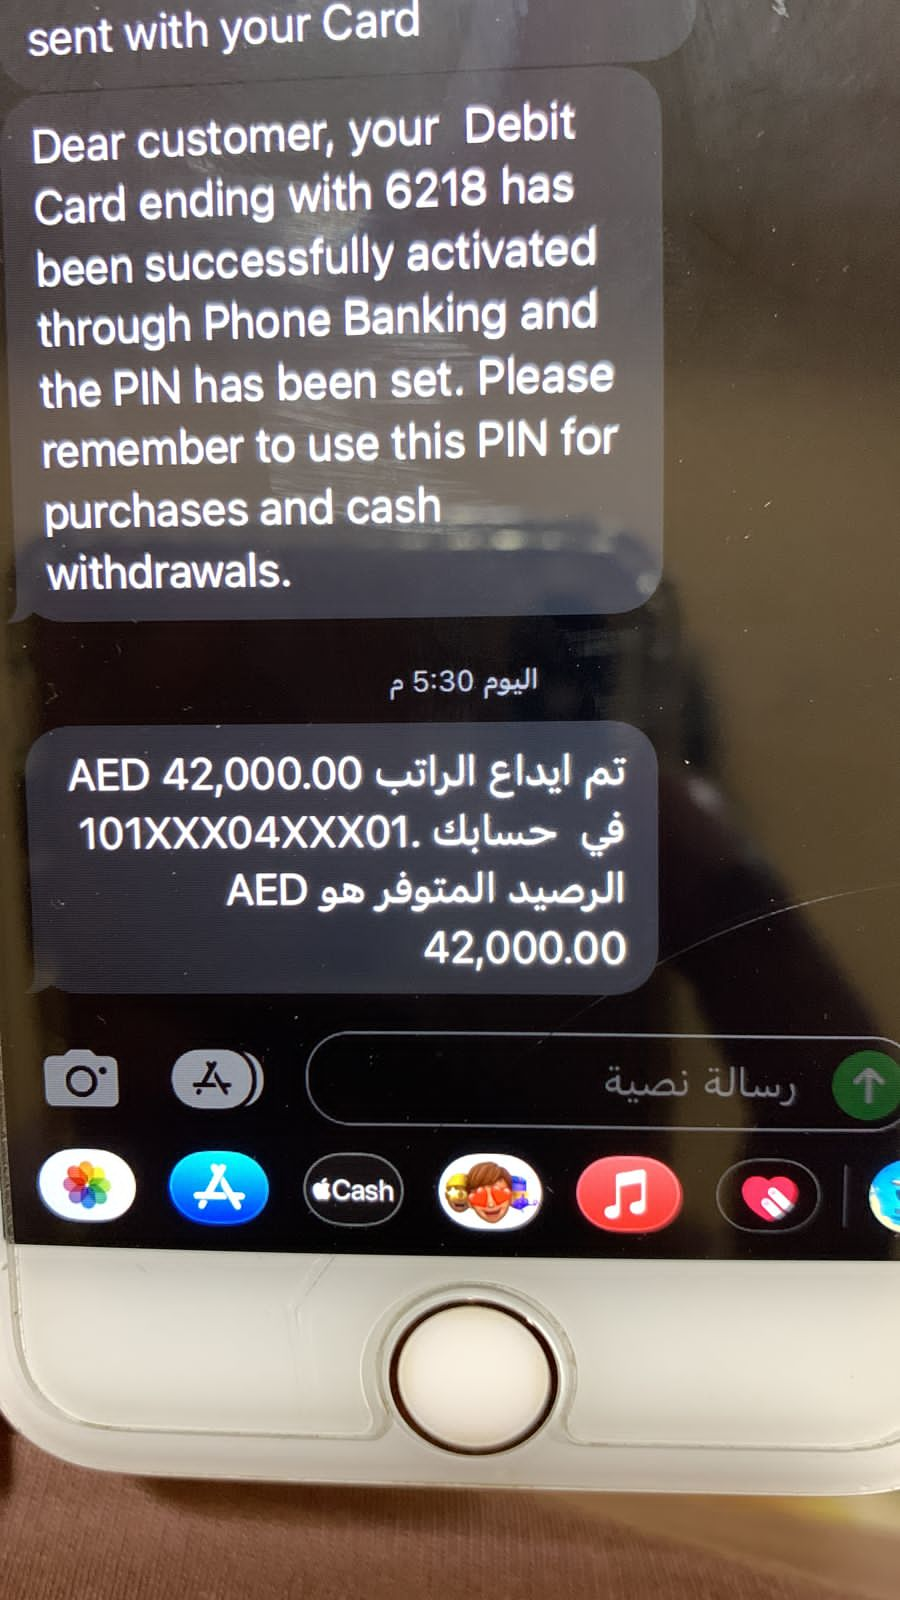 sent with your Card
Dear customer, your Debit
Card ending with 6218 has
been successfully activated
through Phone Banking and
the PIN has been set. Please
remember to use this PIN for
purchases and cash
withdrawals.
اليوم 5:30 م
تم ايداع الراتب AED 42,000.00
في حسابك 101XXX04XXX01.
الرصيد المتوفر هو AED
42,000.00
رسالة نصية
Cash